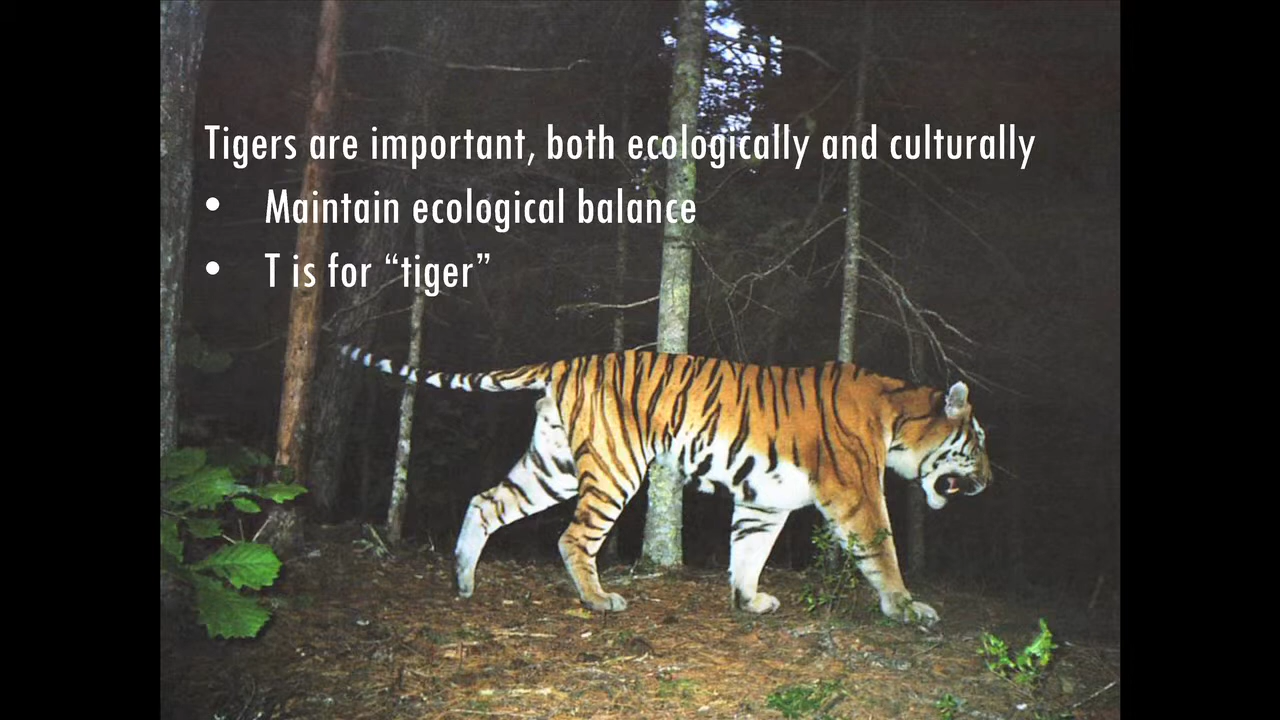 Tigers are important, both ecologically and culturally
• Maintain ecological balance
• T is for “tiger”